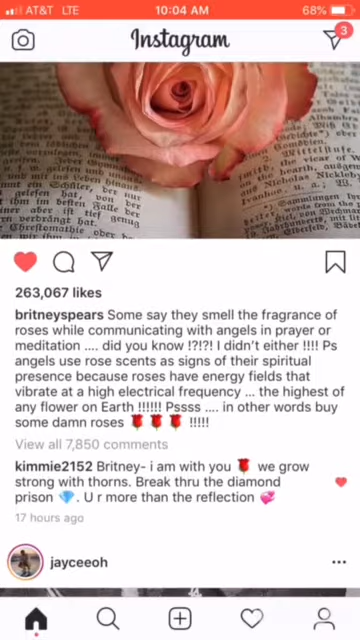 AT&T LTE 10:04 AM 68%
Instagram 3
263,067 likes
britneyspears Some say they smell the fragrance of
roses while communicating with angels in prayer or
meditation .... did you know !?!?! I didn't either !!!! Ps
angels use rose scents as signs of their spiritual
presence because roses have energy fields that
vibrate at a high electrical frequency ... the highest of
any flower on Earth !!!!!! Pssss .... in other words buy
some damn roses 🌹🌹🌹 !!!!!
View all 7,850 comments
kimmie2152 Britney- i am with you 🌹 we grow
strong with thorns. Break thru the diamond
prison 💎. U r more than the reflection 💞
17 hours ago
jayceeoh